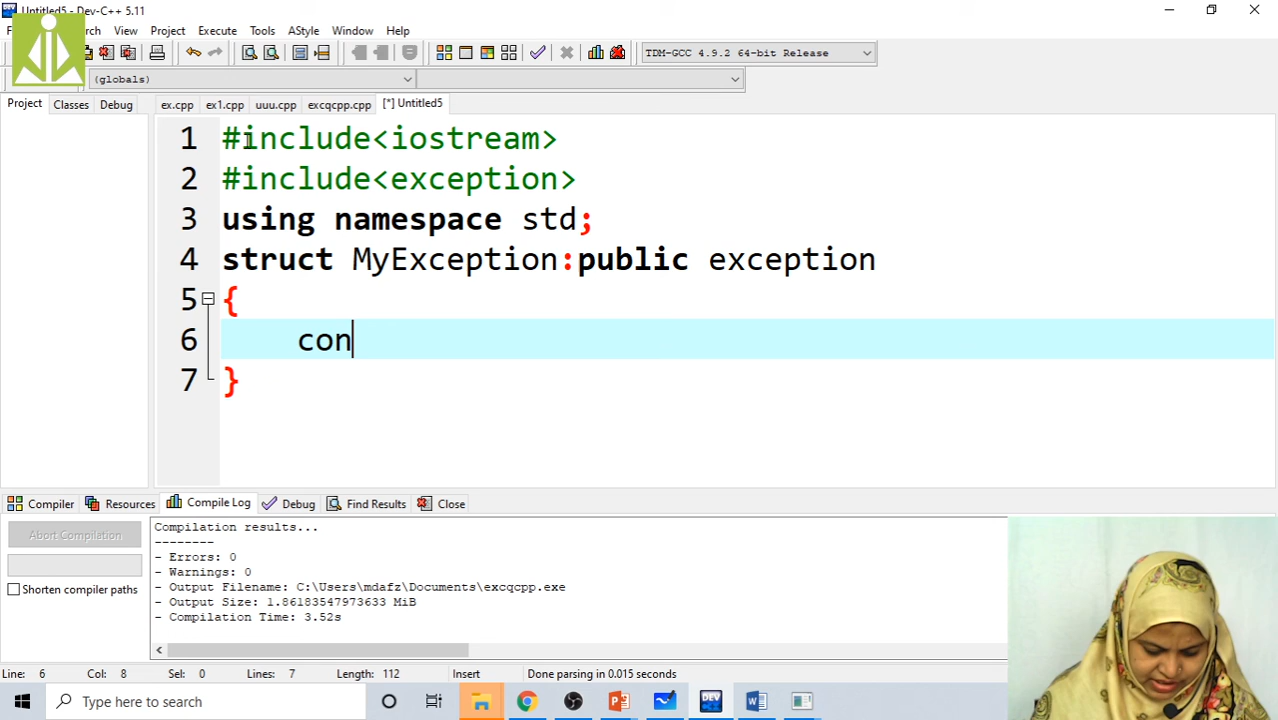 Untitled5 - Dev-C++ 5.11
View Project Execute Tools AStyle Window Help
TDM-GCC 4.9.2 64-bit Release
(globals)
Project Classes Debug ex.cpp ex1.cpp uuu.cpp excqcpp.cpp [*] Untitled5
1 #include<iostream>
2 #include<exception>
3 using namespace std;
4 struct MyException:public exception
5 {
6 con
7 }
Compiler Resources Compile Log Debug Find Results Close
Abort Compilation
Shorten compiler paths
Compilation results...
--------
- Errors: 0
- Warnings: 0
- Output Filename: C:\Users\mdafz\Documents\excqcpp.exe
- Output Size: 1.86183547973633 MiB
- Compilation Time: 3.52s
Line: 6 Col: 8 Sel: 0 Lines: 7 Length: 112 Insert Done parsing in 0.015 seconds
Type here to search DEV